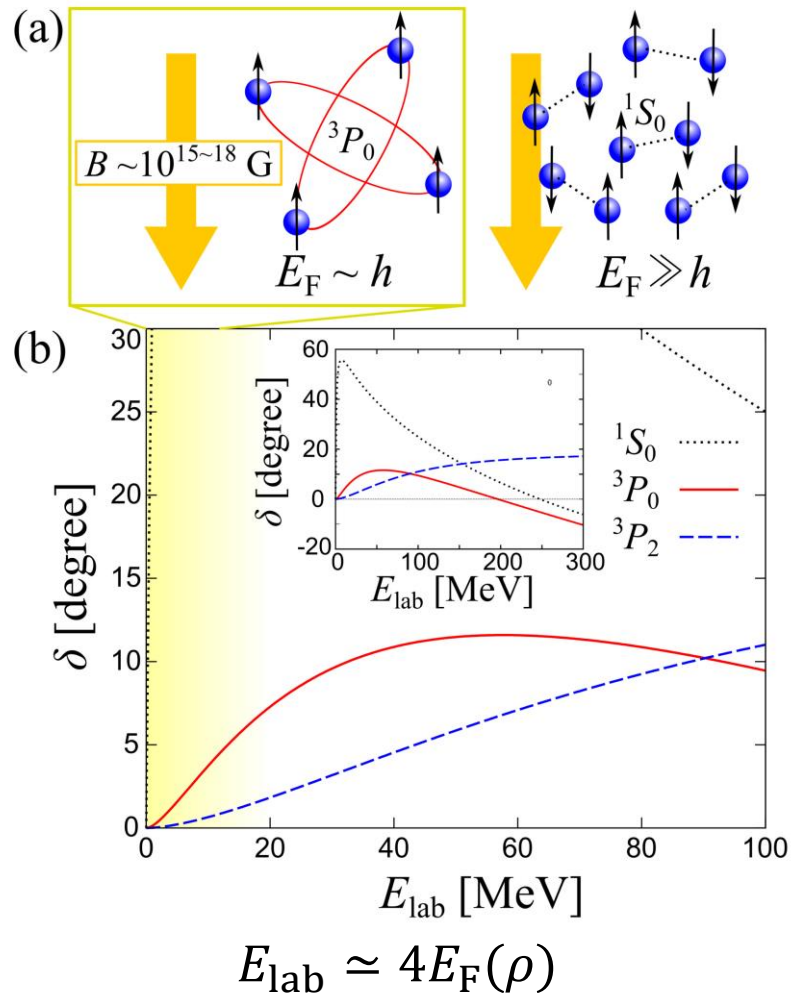 (a)
B ~10^{15~18} G
^3P_0
E_F ~ h
^1S_0
E_F ≫ h
(b)
δ [degree]
30
25
20
15
10
5
0
0 20 40 60 80 100
E_lab [MeV]
δ [degree]
60
40
20
0
-20
0 100 200 300
E_lab [MeV]
0
^1S_0
^3P_0
^3P_2
E_lab ≃ 4E_F(ρ)